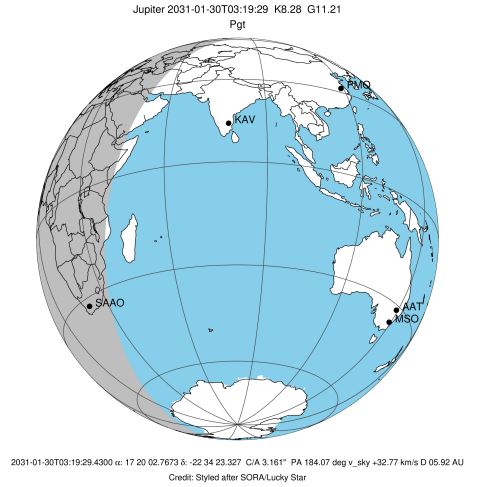 Jupiter 2031-01-30T03:19:29 K8.28 G11.21
Pgt
PMO
KAV
SAAO
AAT
MSO
2031-01-30T03:19:29.4300 α: 17 20 02.7673 δ: -22 34 23.327 C/A 3.161" PA 184.07 deg v_sky +32.77 km/s D 05.92 AU
Credit: Styled after SORA/Lucky Star